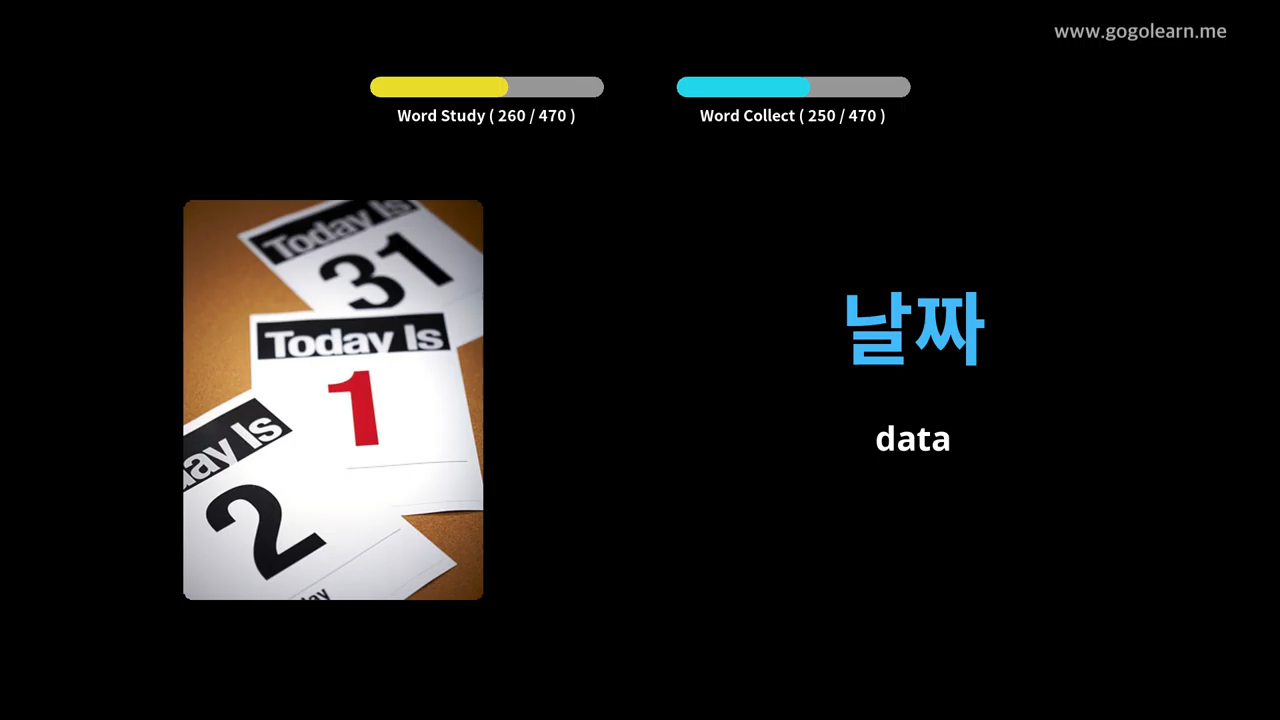 www.gogolearn.me
Word Study ( 260 / 470 )
Word Collect ( 250 / 470 )
Today Is
31
Today Is
1
ay Is
2
날짜
data